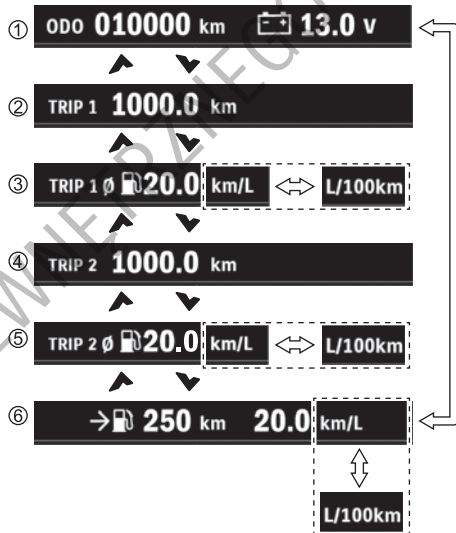 ① ODO 010000 km 13.0 V
② TRIP 1 1000.0 km
③ TRIP 1 Ø 20.0 km/L L/100km
④ TRIP 2 1000.0 km
⑤ TRIP 2 Ø 20.0 km/L L/100km
⑥ 250 km 20.0 km/L
L/100km